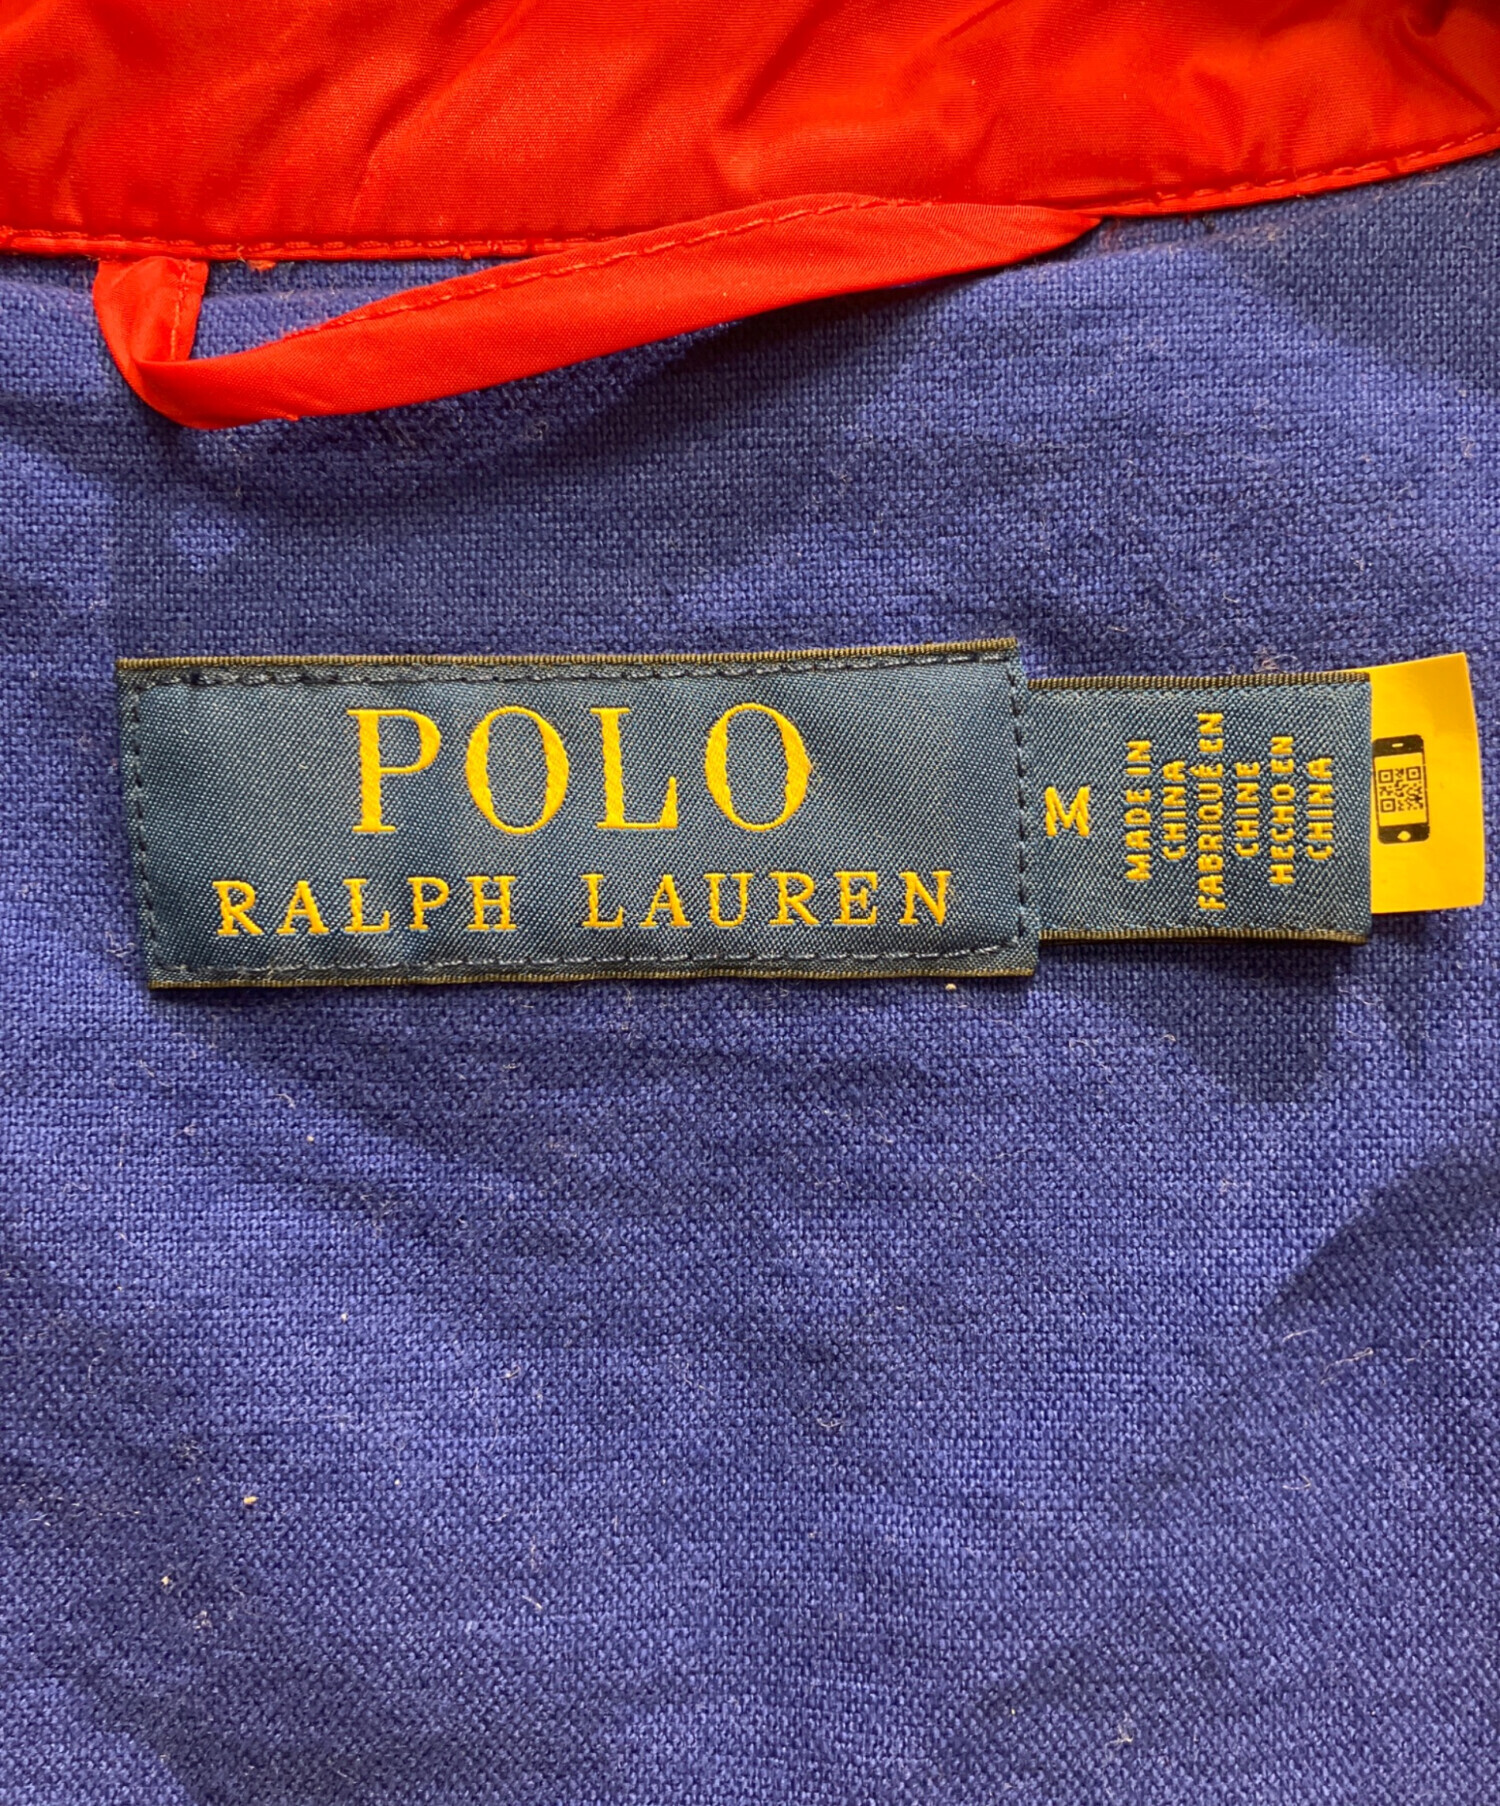 POLO
RALPH LAUREN
M
MADE IN
CHINA
FABRIQUÉ EN
CHINE
HECHO EN
CHINA